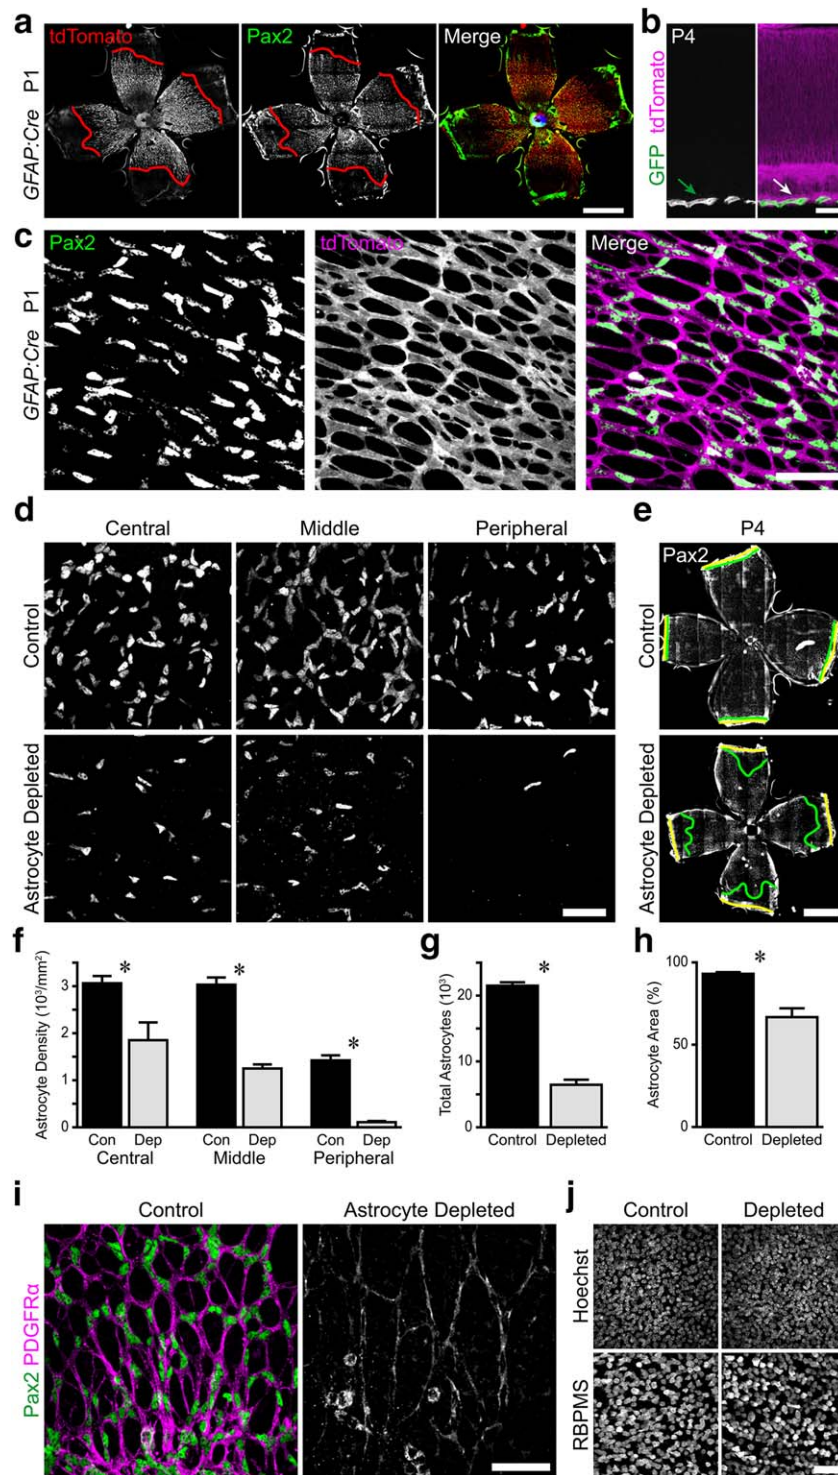 a
tdTomato
Pax2
Merge
GFAP:Cre P1
b
P4
GFP tdTomato
c
Pax2
tdTomato
Merge
GFAP:Cre P1
d
Central
Middle
Peripheral
Control
Astrocyte Depleted
e
P4
Pax2
Control
Astrocyte Depleted
f
Astrocyte Density (10³/mm²)
3
2
1
0
*
*
*
Con Dep
Con Dep
Con Dep
Central
Middle
Peripheral
g
Total Astrocytes (10³)
20
10
0
*
Control Depleted
h
Astrocyte Area (%)
100
50
0
*
Control Depleted
i
Control
Astrocyte Depleted
Pax2 PDGFRα
j
Control
Depleted
Hoechst
RBPMS